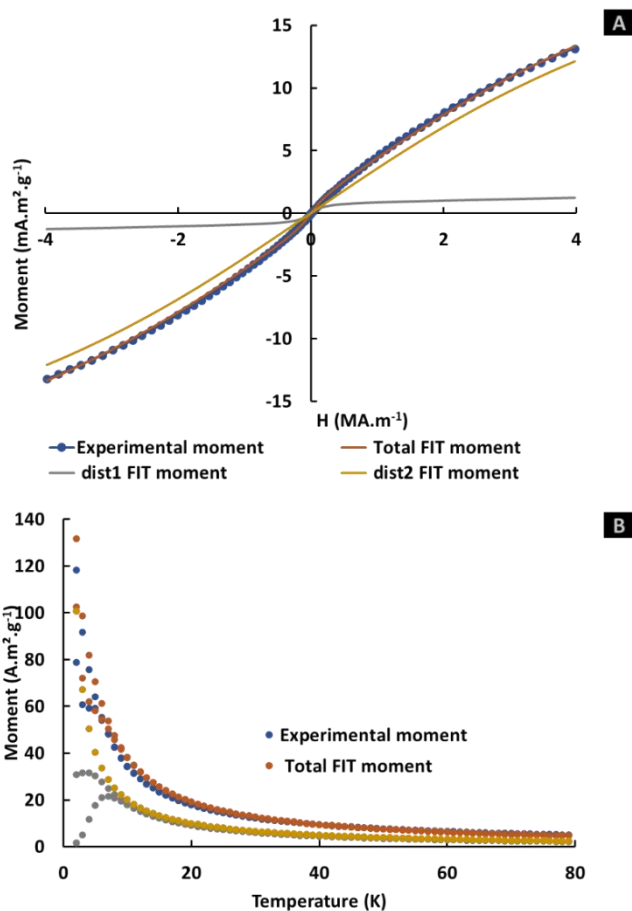 A
15
10
5
0
-5
-10
-15
-4
-2
0
2
4
Moment (mA.m².g⁻¹)
H (MA.m⁻¹)
Experimental moment
Total FIT moment
dist1 FIT moment
dist2 FIT moment
B
140
120
100
80
60
40
20
0
0
20
40
60
80
Moment (A.m².g⁻¹)
Experimental moment
Total FIT moment
Temperature (K)